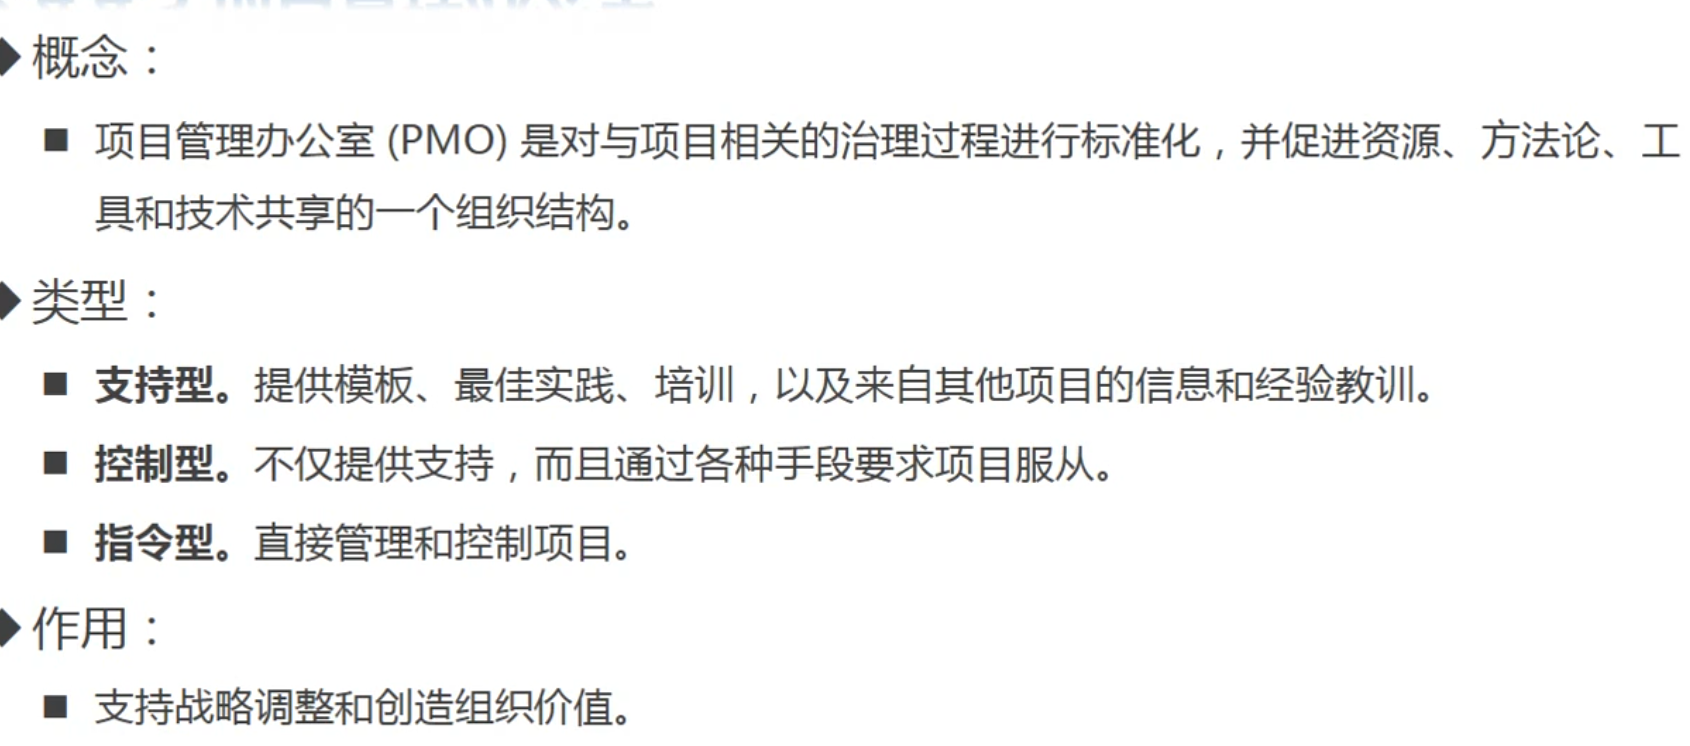 ◆概念：
■ 项目管理办公室 (PMO) 是对与项目相关的治理过程进行标准化，并促进资源、方法论、工
具和技术共享的一个组织结构。
◆类型：
■ 支持型。提供模板、最佳实践、培训，以及来自其他项目的信息和经验教训。
■ 控制型。不仅提供支持，而且通过各种手段要求项目服从。
■ 指令型。直接管理和控制项目。
◆作用：
■ 支持战略调整和创造组织价值。